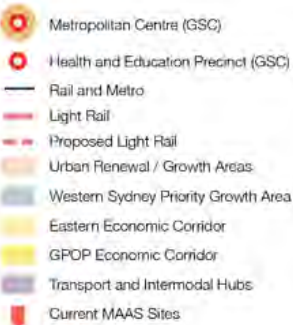 Metropolitan Centre (GSC)
Health and Education Precinct (GSC)
Rail and Metro
Light Rail
Proposed Light Rail
Urban Renewal / Growth Areas
Western Sydney Priority Growth Area
Eastern Economic Corridor
GPOP Economic Corridor
Transport and Intermodal Hubs
Current MAAS Sites